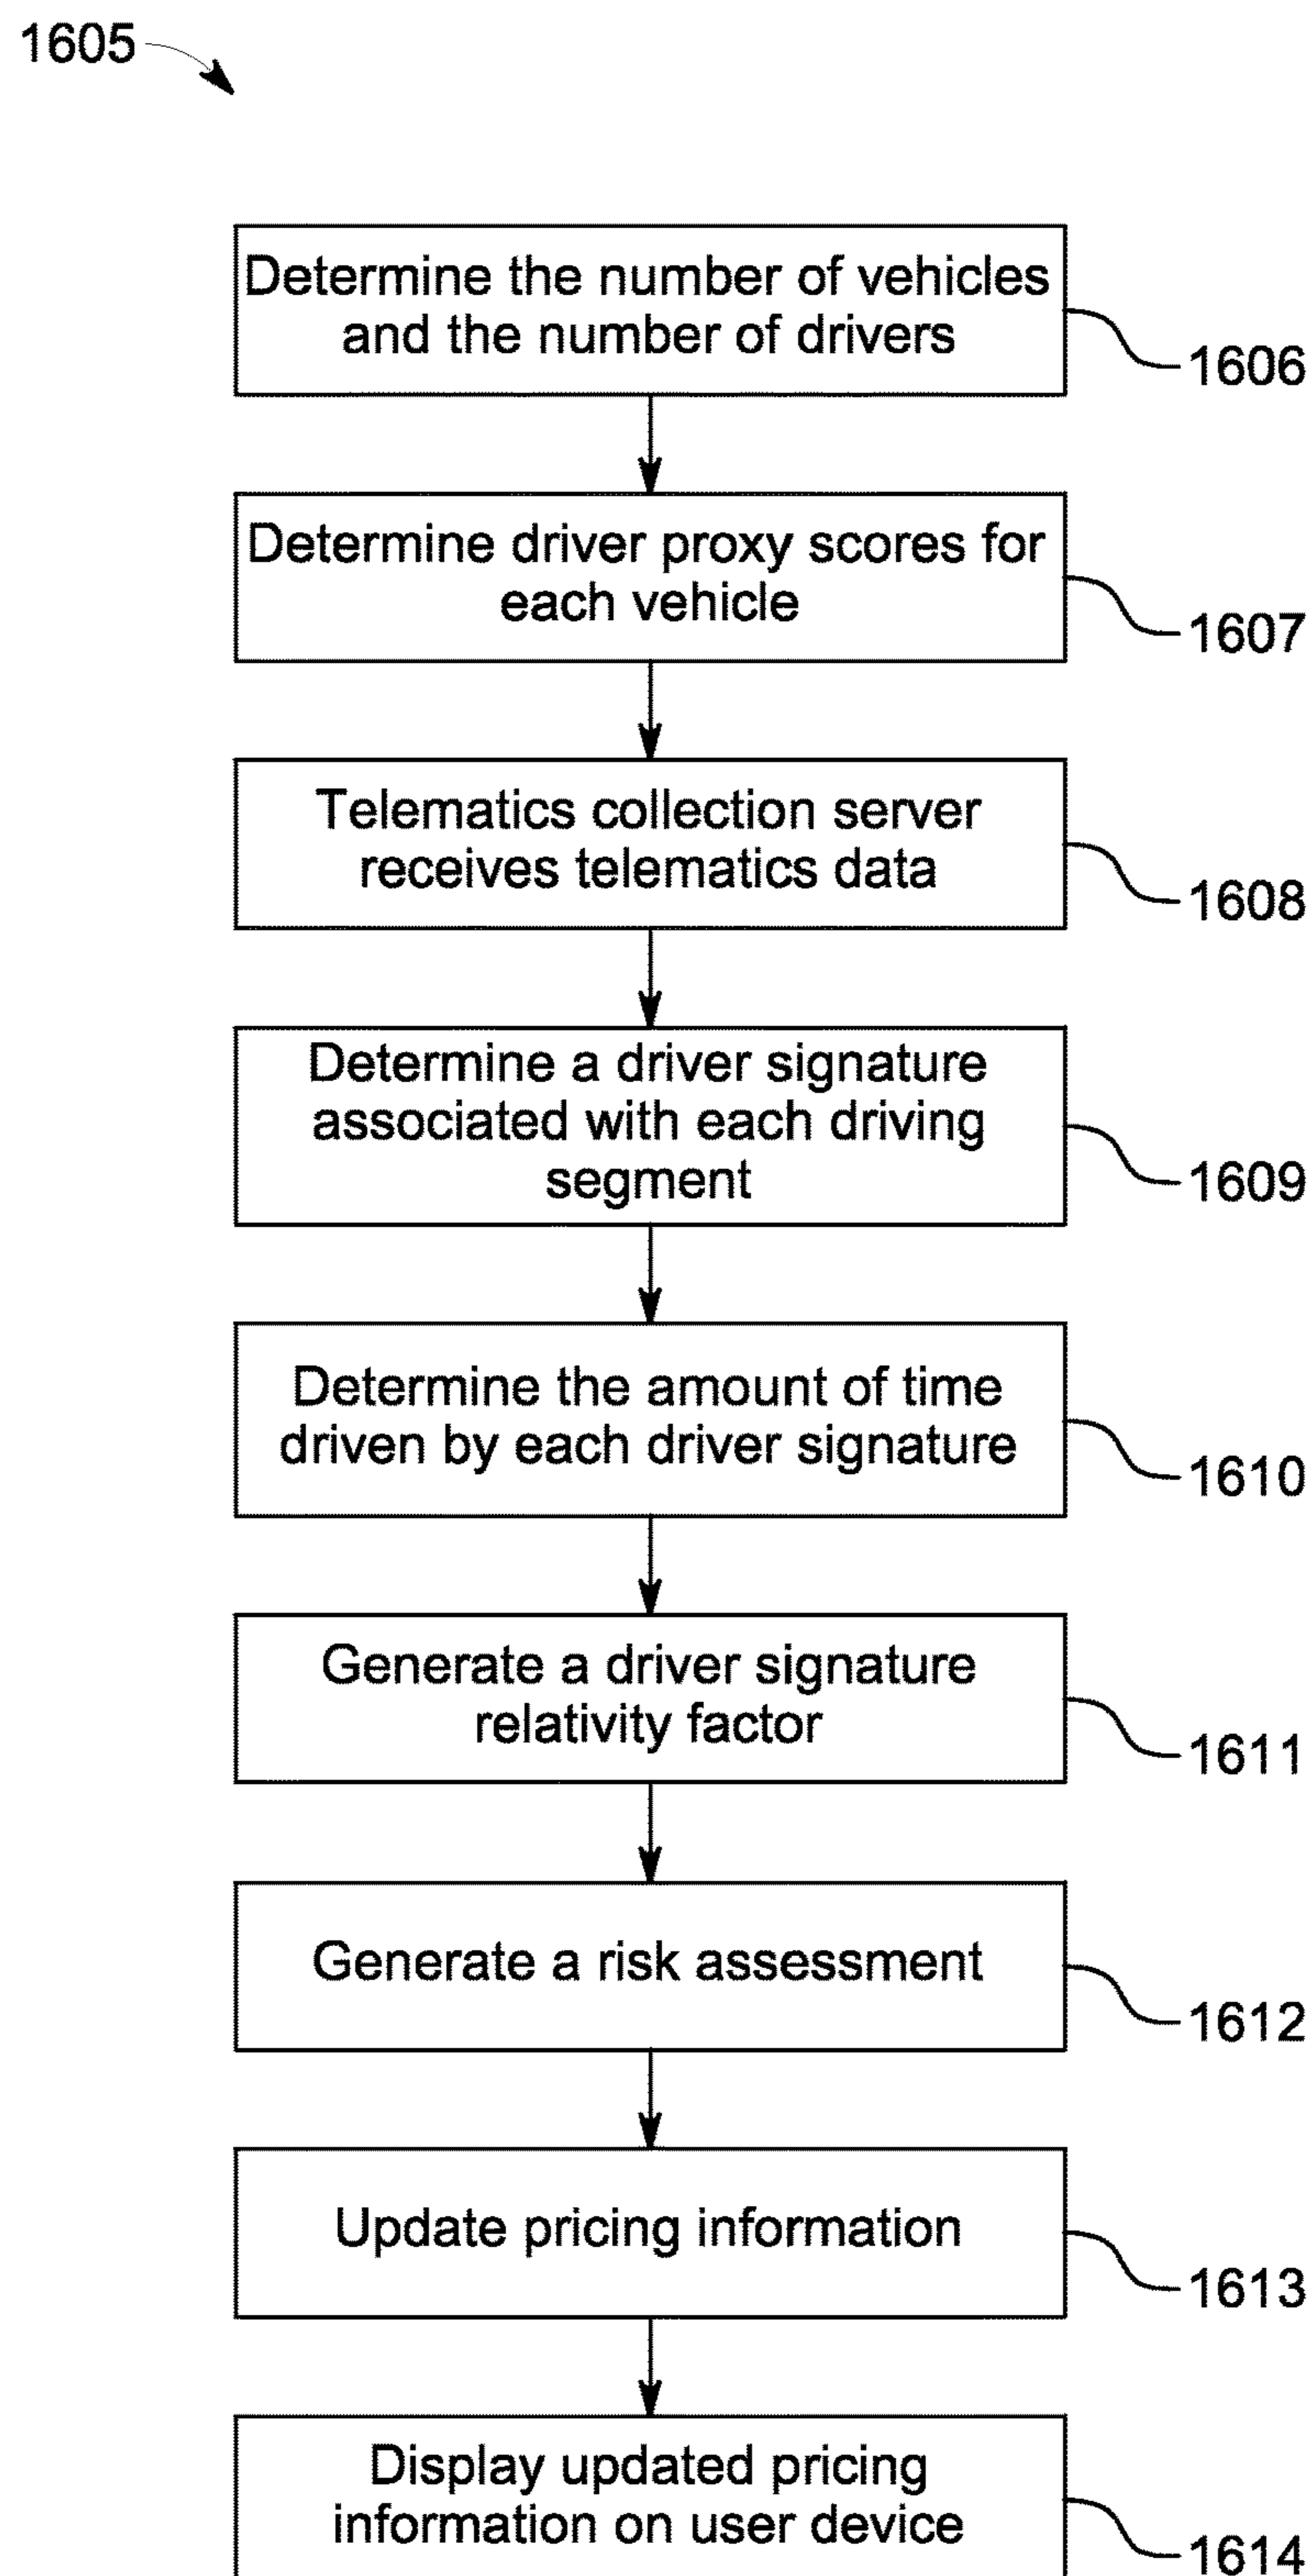 1605
Determine the number of vehicles
and the number of drivers
1606
Determine driver proxy scores for
each vehicle
1607
Telematics collection server
receives telematics data
1608
Determine a driver signature
associated with each driving
segment
1609
Determine the amount of time
driven by each driver signature
1610
Generate a driver signature
relativity factor
1611
Generate a risk assessment
1612
Update pricing information
1613
Display updated pricing
information on user device
1614